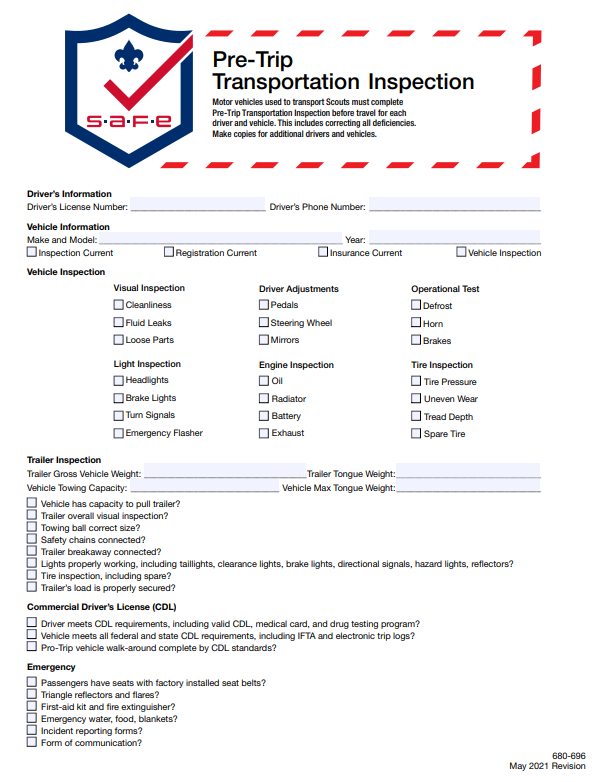 s·a·f·e
Pre-Trip
Transportation Inspection
Motor vehicles used to transport Scouts must complete
Pre-Trip Transportation Inspection before travel for each
driver and vehicle. This includes correcting all deficiencies.
Make copies for additional drivers and vehicles.
Driver's Information
Driver's License Number: Driver's Phone Number:
Vehicle Information
Make and Model: Year:
Inspection Current Registration Current Insurance Current Vehicle Inspection
Vehicle Inspection
Visual Inspection Driver Adjustments Operational Test
Cleanliness Pedals Defrost
Fluid Leaks Steering Wheel Horn
Loose Parts Mirrors Brakes
Light Inspection Engine Inspection Tire Inspection
Headlights Oil Tire Pressure
Brake Lights Radiator Uneven Wear
Turn Signals Battery Tread Depth
Emergency Flasher Exhaust Spare Tire
Trailer Inspection
Trailer Gross Vehicle Weight: Trailer Tongue Weight:
Vehicle Towing Capacity: Vehicle Max Tongue Weight:
Vehicle has capacity to pull trailer?
Trailer overall visual inspection?
Towing ball correct size?
Safety chains connected?
Trailer breakaway connected?
Lights properly working, including taillights, clearance lights, brake lights, directional signals, hazard lights, reflectors?
Tire inspection, including spare?
Trailer's load is properly secured?
Commercial Driver's License (CDL)
Driver meets CDL requirements, including valid CDL, medical card, and drug testing program?
Vehicle meets all federal and state CDL requirements, including IFTA and electronic trip logs?
Pro-Trip vehicle walk-around complete by CDL standards?
Emergency
Passengers have seats with factory installed seat belts?
Triangle reflectors and flares?
First-aid kit and fire extinguisher?
Emergency water, food, blankets?
Incident reporting forms?
Form of communication?
680-696
May 2021 Revision